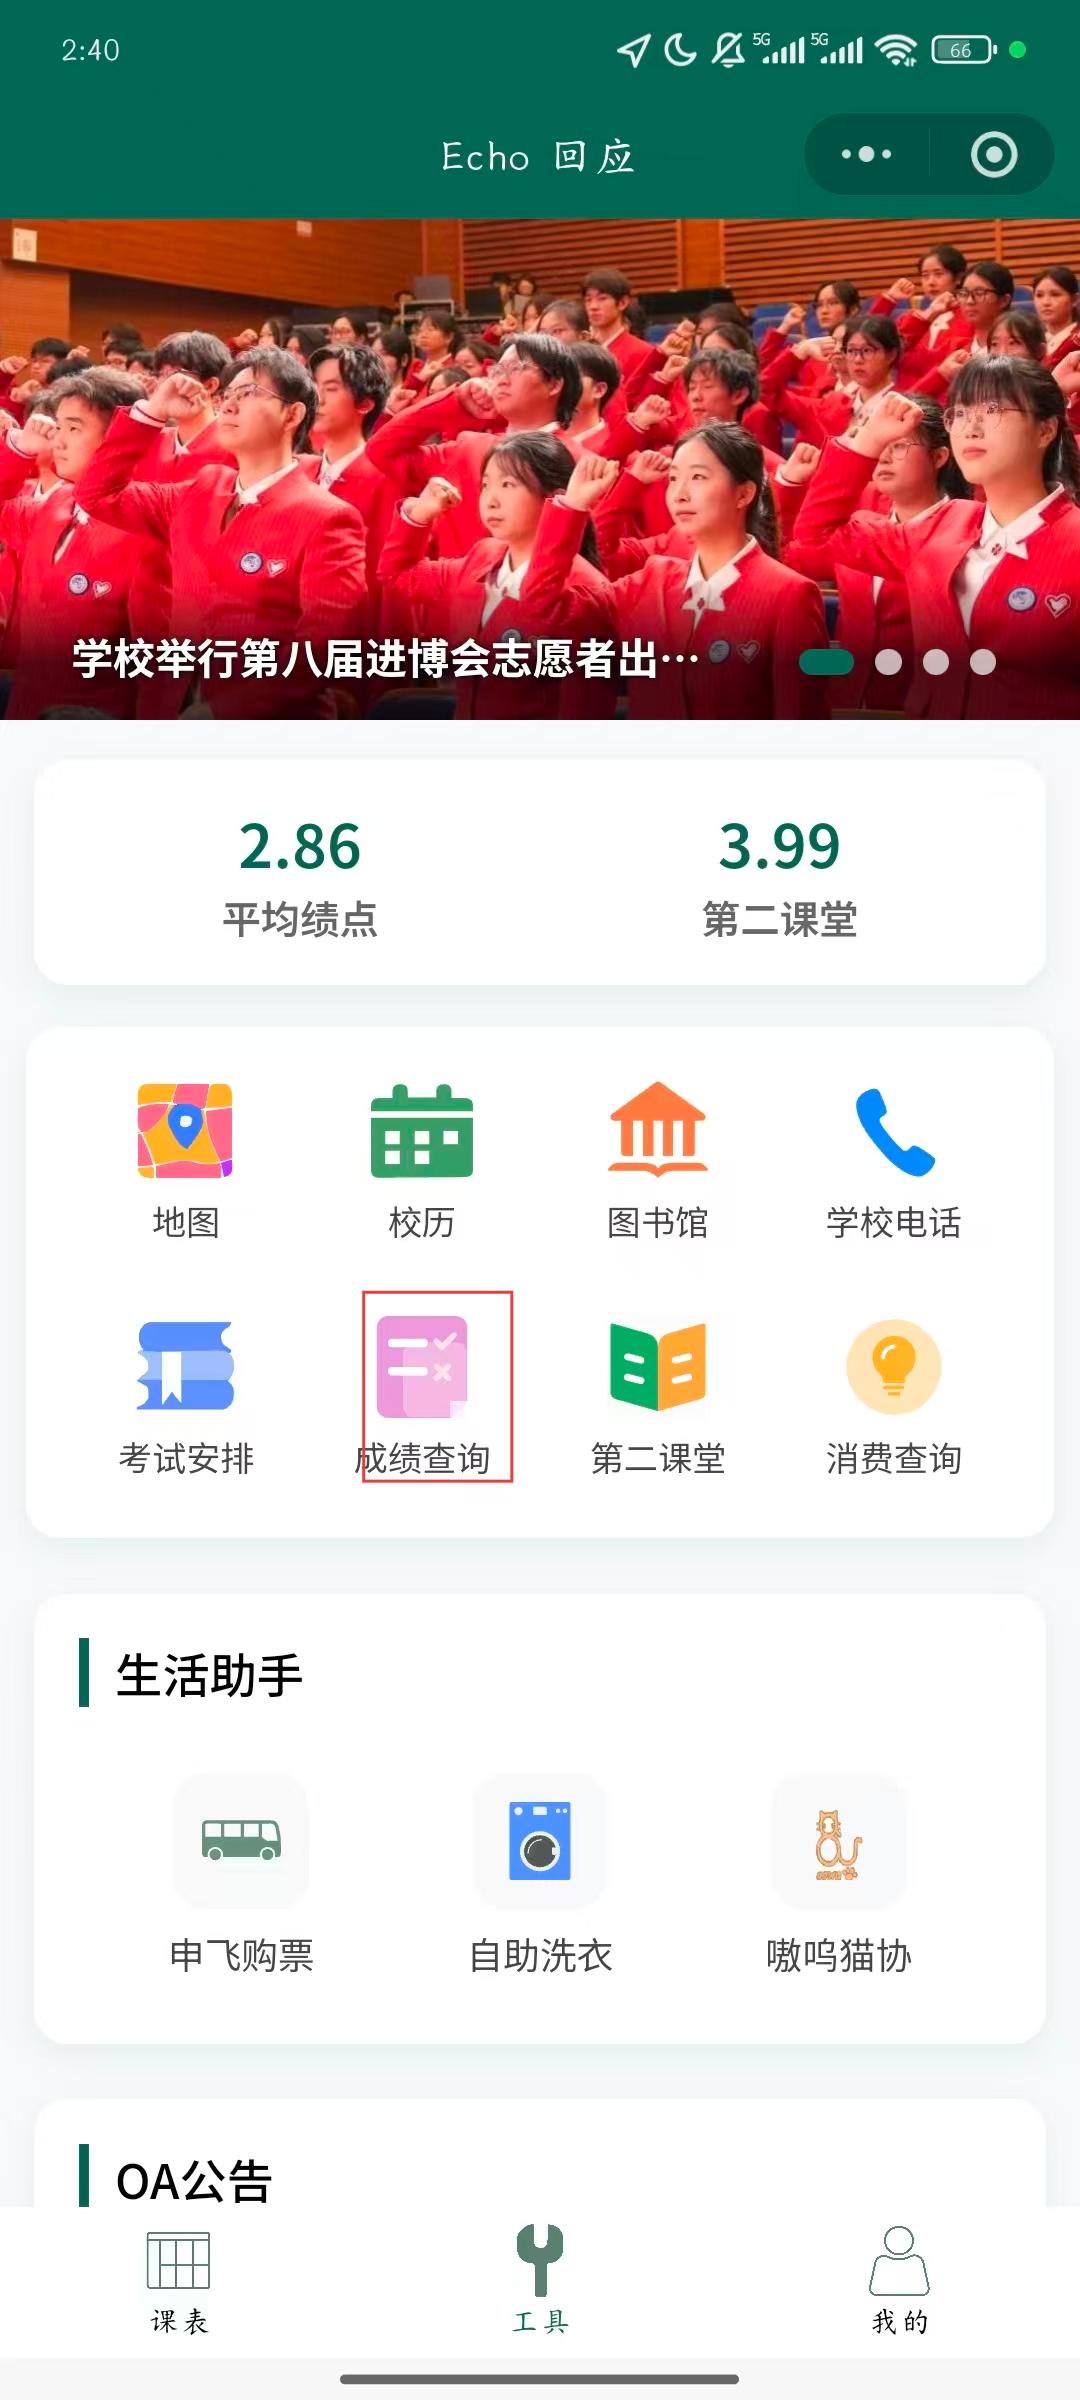 2:40
5G 5G 66
Echo 回应
学校举行第八届进博会志愿者出…
2.86 3.99
平均绩点 第二课堂
地图 校历 图书馆 学校电话
考试安排 成绩查询 第二课堂 消费查询
生活助手
申飞购票 自助洗衣 嗷呜猫协
OA公告
课表 工具 我的